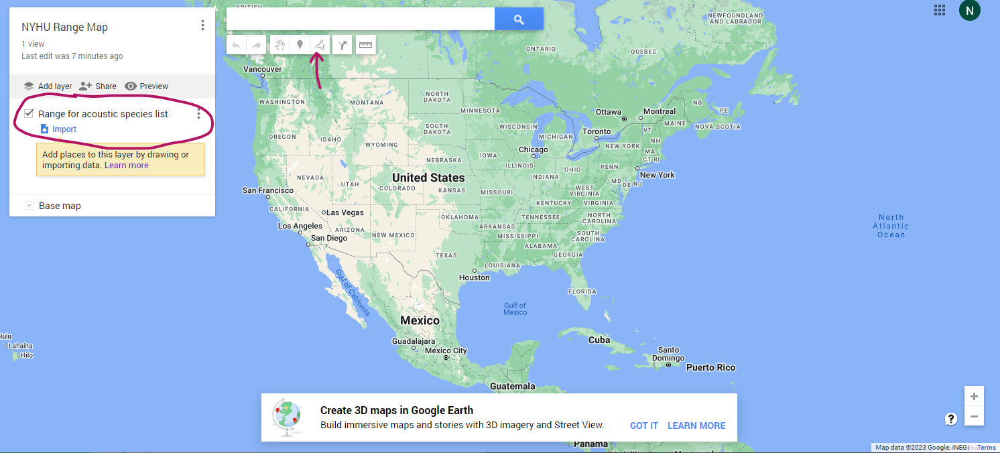 NYHU Range Map
1 view
Last edit was 7 minutes ago
Add layer Share Preview
Range for acoustic species list
Import
Add places to this layer by drawing or
importing data. Learn more
Base map
N
BRITISH
NEWFOUNDLAND
AND LABRADOR
ONTARIO
QUEBEC
Vancouver
WASHINGTON
MONTANA
NORTH
DAKOTA
MINNESOTA
Ottawa
Montreal
NB
PE
NOVA SCOTIA
MAINE
OREGON
IDAHO
WYOMING
SOUTH
DAKOTA
WISCONSIN
MICHIGAN
Toronto
VT
NH
NEW YORK
MA
CT RI
Chicago
IOWA
NEBRASKA
ILLINOIS
INDIANA
OHIO
PENN
New York
MD
DE NJ
NEVADA
UTAH
United States
COLORADO
KANSAS
MISSOURI
WEST
VIRGINIA
KENTUCKY
VIRGINIA
San Francisco
CALIFORNIA
Las Vegas
OKLAHOMA
TENNESSEE
NORTH
CAROLINA
Los Angeles
ARIZONA
NEW MEXICO
ARKANSAS
MISSISSIPPI
SOUTH
CAROLINA
San Diego
TEXAS
ALABAMA
GEORGIA
LOUISIANA
Houston
FLORIDA
Gulf of California
Gulf of
Mexico
North
Atlantic
Ocean
Mexico
Guadalajara
Mexico City
Cuba
Santo
Domingo
Puerto Rico
Guatemala
lulu
Lahaina
Hilo
Create 3D maps in Google Earth
Build immersive maps and stories with 3D imagery and Street View.
GOT IT LEARN MORE
Panama
+
?
−
Map data ©2023 Google, INEGI
Terms